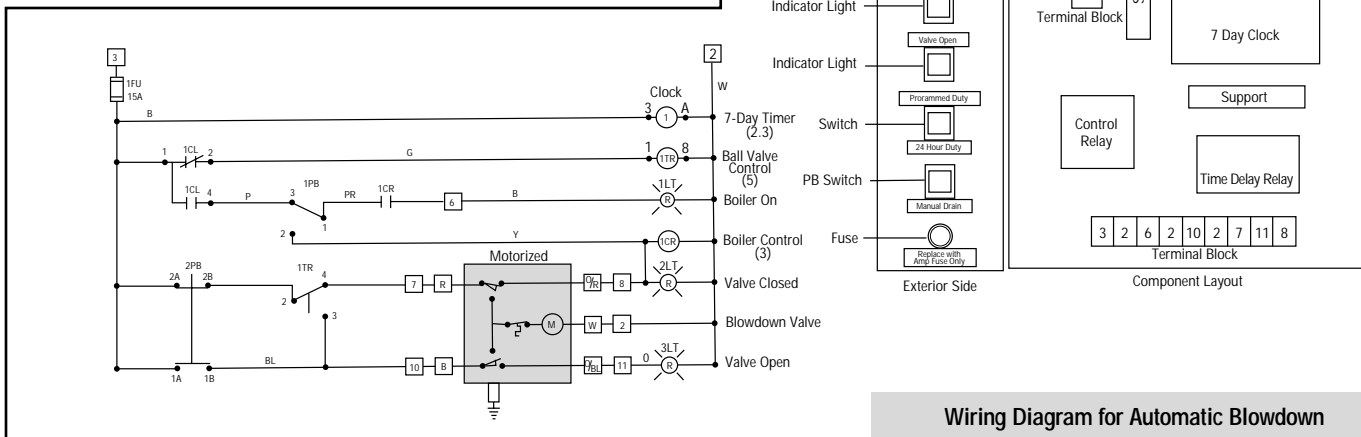 3
1FU
15A
B
2
W
Clock
3 1 A
7-Day Timer
(2.3)
1 1CL 2
G
1 1TR 8
Ball Valve
Control
(5)
1CL 4
P
3 1PB
PR
1CR
6
B
1LT
R
Boiler On
1
2
Y
1CR
Boiler Control
(3)
Motorized
2PB
2A 2B
1TR
4
2
3
7 R
8
2LT
R
Valve Closed
M
W 2
Blowdown Valve
1A 1B
BL
10 B
11
0
3LT
R
Valve Open
Indicator Light
Valve Open
Indicator Light
Prorammed Duty
Switch
24 Hour Duty
PB Switch
Manual Drain
Fuse
Replace with
Amp Fuse Only
Exterior Side
Terminal Block
7 Day Clock
Support
Control
Relay
Time Delay Relay
3 2 6 2 10 2 7 11 8
Terminal Block
Component Layout
Wiring Diagram for Automatic Blowdown